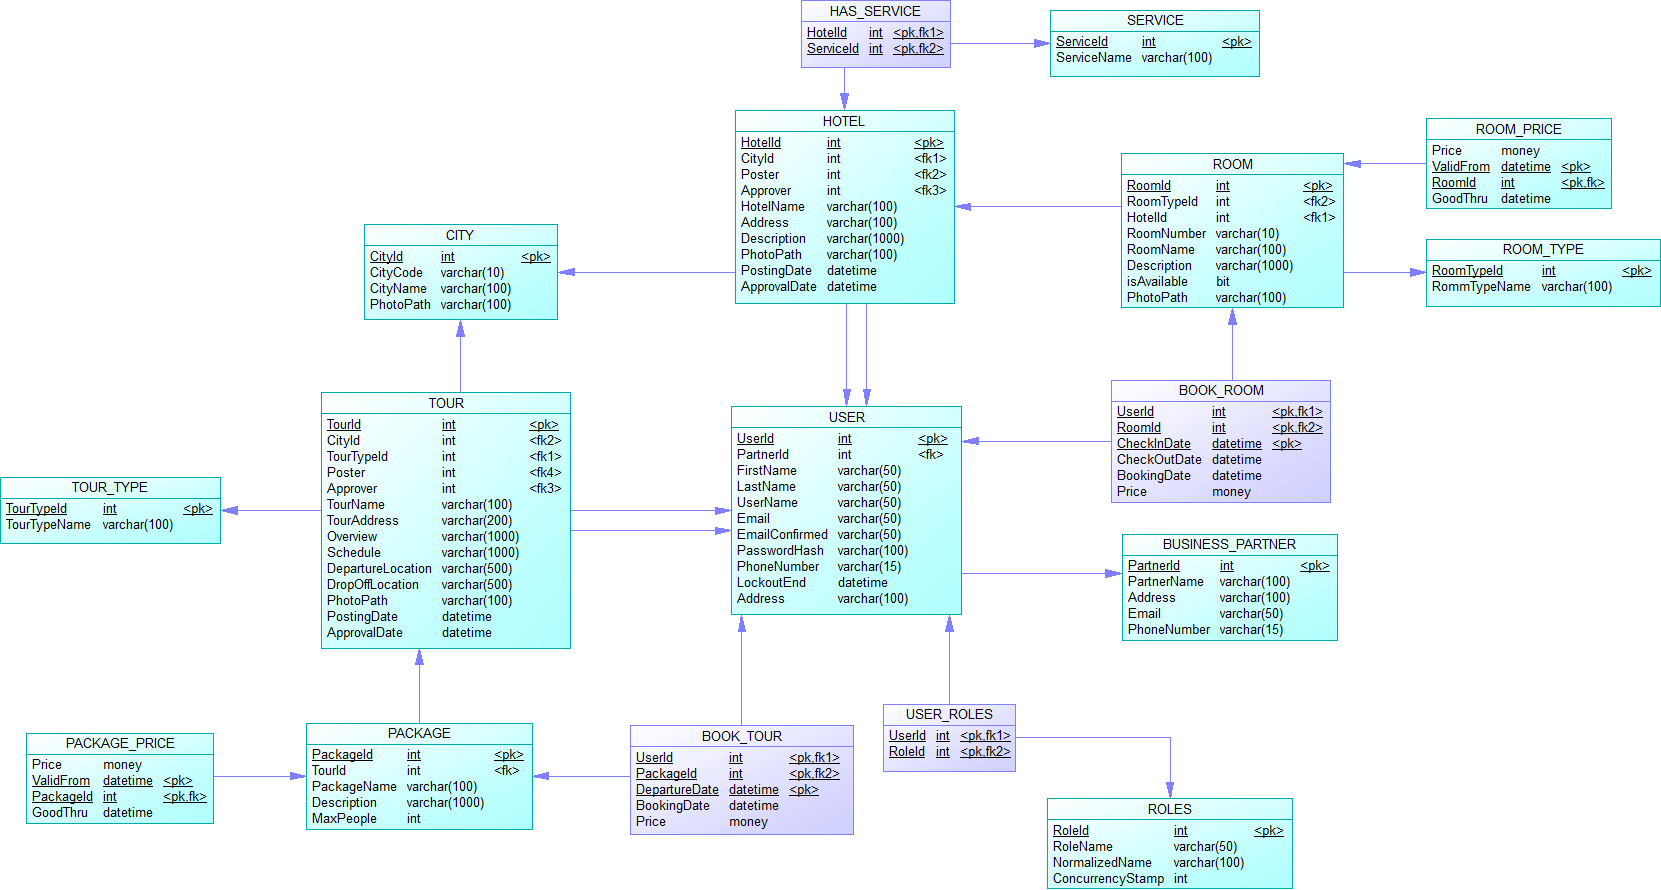 HAS_SERVICE
HotelId int <pk,fk1>
ServiceId int <pk,fk2>
SERVICE
ServiceId int <pk>
ServiceName varchar(100)
HOTEL
HotelId int <pk>
CityId int <fk1>
Poster int <fk2>
Approver int <fk3>
HotelName varchar(100)
Address varchar(100)
Description varchar(1000)
PhotoPath varchar(100)
PostingDate datetime
ApprovalDate datetime
ROOM
RoomId int <pk>
RoomTypeId int <fk2>
HotelId int <fk1>
RoomNumber varchar(10)
RoomName varchar(100)
Description varchar(1000)
isAvailable bit
PhotoPath varchar(100)
ROOM_PRICE
Price money
ValidFrom datetime <pk>
RoomId int <pk,fk>
GoodThru datetime
ROOM_TYPE
RoomTypeId int <pk>
RommTypeName varchar(100)
CITY
CityId int <pk>
CityCode varchar(10)
CityName varchar(100)
PhotoPath varchar(100)
TOUR
TourId int <pk>
CityId int <fk2>
TourTypeId int <fk1>
Poster int <fk4>
Approver int <fk3>
TourName varchar(100)
TourAddress varchar(200)
Overview varchar(1000)
Schedule varchar(1000)
DepartureLocation varchar(500)
DropOffLocation varchar(500)
PhotoPath varchar(100)
PostingDate datetime
ApprovalDate datetime
TOUR_TYPE
TourTypeId int <pk>
TourTypeName varchar(100)
USER
UserId int <pk>
PartnerId int <fk>
FirstName varchar(50)
LastName varchar(50)
UserName varchar(50)
Email varchar(50)
EmailConfirmed varchar(50)
PasswordHash varchar(100)
PhoneNumber varchar(15)
LockoutEnd datetime
Address varchar(100)
BOOK_ROOM
UserId int <pk,fk1>
RoomId int <pk,fk2>
CheckInDate datetime <pk>
CheckOutDate datetime
BookingDate datetime
Price money
BUSINESS_PARTNER
PartnerId int <pk>
PartnerName varchar(100)
Address varchar(100)
Email varchar(50)
PhoneNumber varchar(15)
PACKAGE_PRICE
Price money
ValidFrom datetime <pk>
PackageId int <pk,fk>
GoodThru datetime
PACKAGE
PackageId int <pk>
TourId int <fk>
PackageName varchar(100)
Description varchar(1000)
MaxPeople int
BOOK_TOUR
UserId int <pk,fk1>
PackageId int <pk,fk2>
DepartureDate datetime <pk>
BookingDate datetime
Price money
USER_ROLES
UserId int <pk,fk1>
RoleId int <pk,fk2>
ROLES
RoleId int <pk>
RoleName varchar(50)
NormalizedName varchar(100)
ConcurrencyStamp int